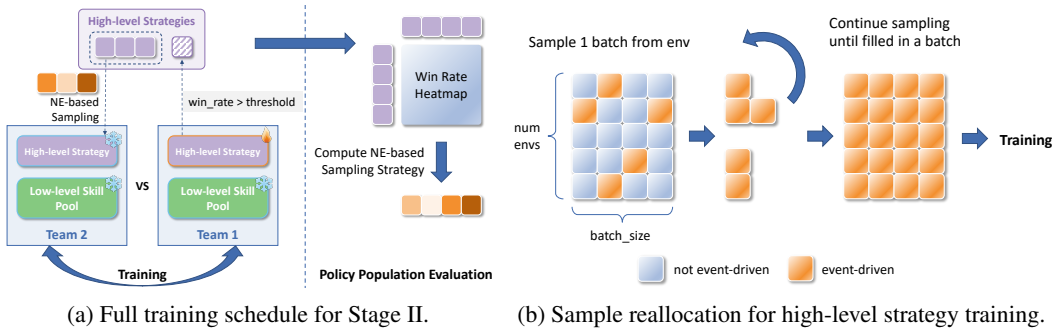 High-level Strategies
NE-based
Sampling
win_rate > threshold
High-level Strategy
Low-level Skill
Pool
Team 2
vs
High-level Strategy
Low-level Skill
Pool
Team 1
Training
Win Rate
Heatmap
Compute NE-based
Sampling Strategy
Policy Population Evaluation
(a) Full training schedule for Stage II.
Sample 1 batch from env
Continue sampling
until filled in a batch
num
envs
batch_size
Training
not event-driven
event-driven
(b) Sample reallocation for high-level strategy training.